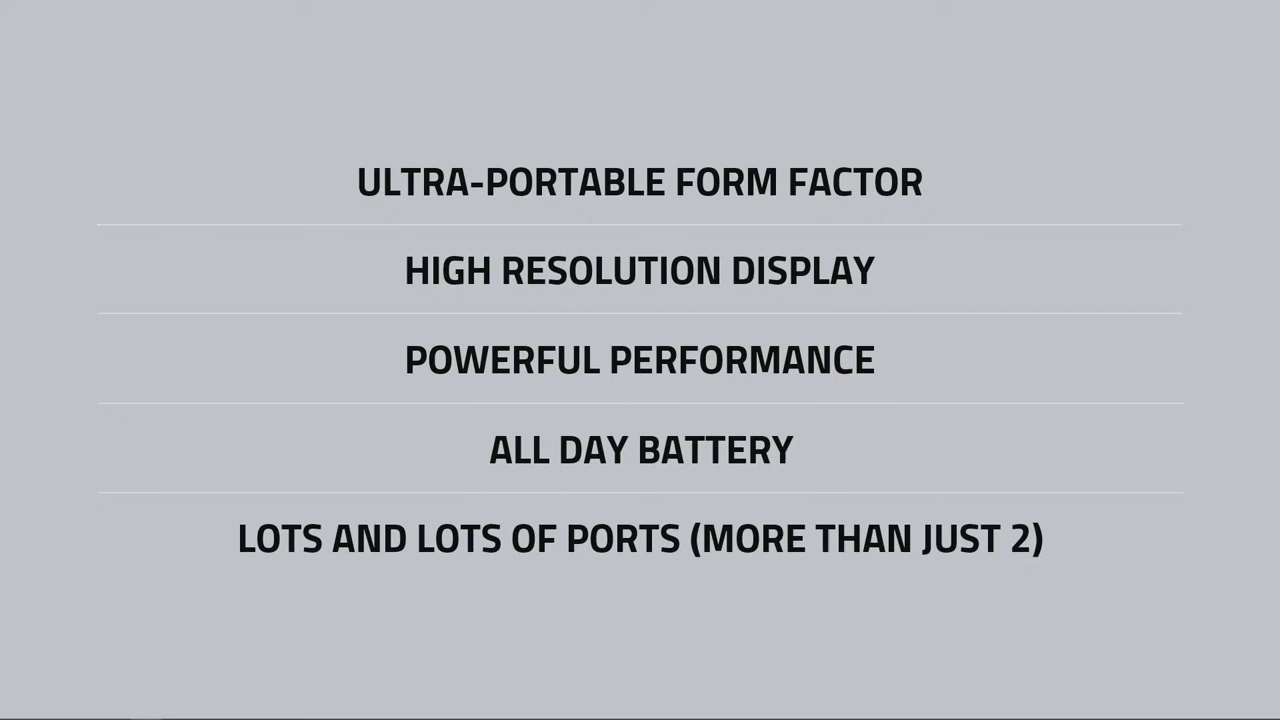 ULTRA-PORTABLE FORM FACTOR
HIGH RESOLUTION DISPLAY
POWERFUL PERFORMANCE
ALL DAY BATTERY
LOTS AND LOTS OF PORTS (MORE THAN JUST 2)